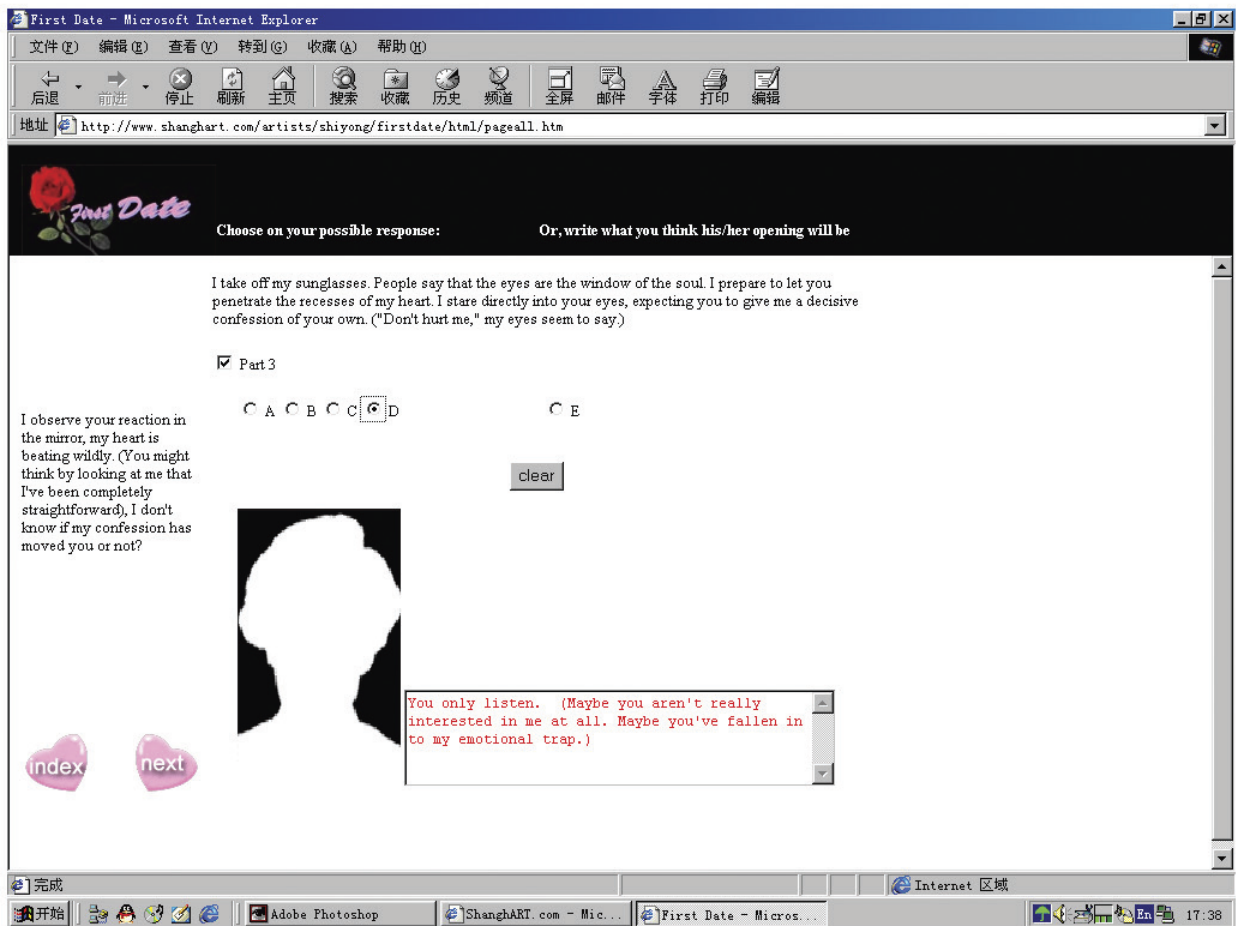 First Date - Microsoft Internet Explorer
文件(F) 编辑(E) 查看(V) 转到(G) 收藏(A) 帮助(H)
后退 前进 停止 刷新 主页 搜索 收藏 历史 频道 全屏 邮件 字体 打印 编辑
地址 http://www.shanghart.com/artists/shiyong/firstdate/html/pageall.htm
First Date
Choose on your possible response: Or, write what you think his/her opening will be
I take off my sunglasses. People say that the eyes are the window of the soul. I prepare to let you
penetrate the recesses of my heart. I stare directly into your eyes, expecting you to give me a decisive
confession of your own. ("Don't hurt me," my eyes seem to say.)
Part 3
A B C D E
I observe your reaction in
the mirror, my heart is
beating wildly. (You might
think by looking at me that
I've been completely
straightforward), I don't
know if my confession has
moved you or not?
clear
You only listen. (Maybe you aren't really
interested in me at all. Maybe you've fallen in
to my emotional trap.)
index next
完成 Internet 区域
开始 Adobe Photoshop ShanghART.com - Mic... First Date - Micros... En 17:38